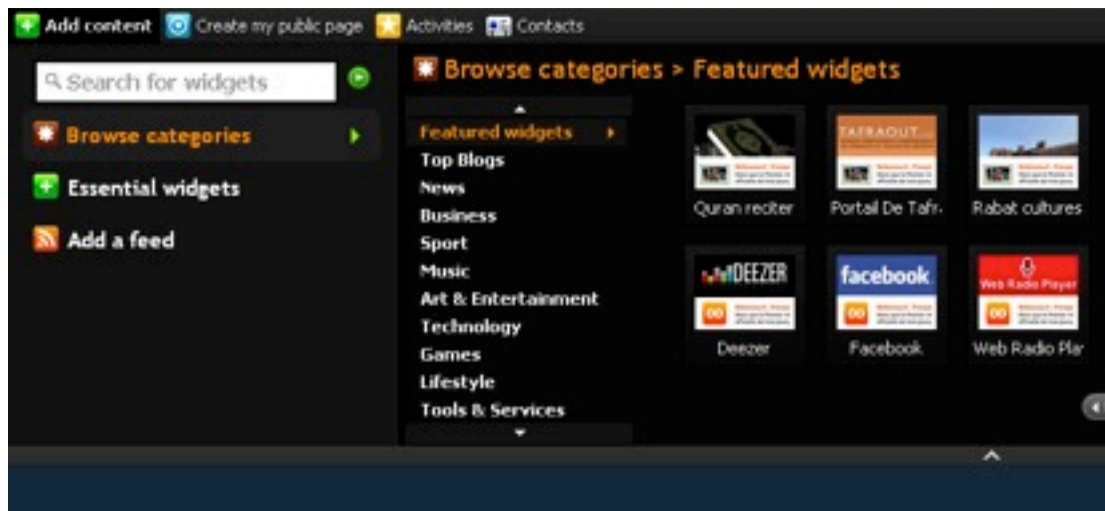 Add content Create my public page Activities Contacts
Search for widgets
Browse categories
Essential widgets
Add a feed
Browse categories > Featured widgets
Featured widgets
Top Blogs
News
Business
Sport
Music
Art & Entertainment
Technology
Games
Lifestyle
Tools & Services
TAFRAOUT
Quran reciter Portail De Tafr. Rabat cultures
DEEZER facebook Web Radio Player
Deezer Facebook Web Radio Play